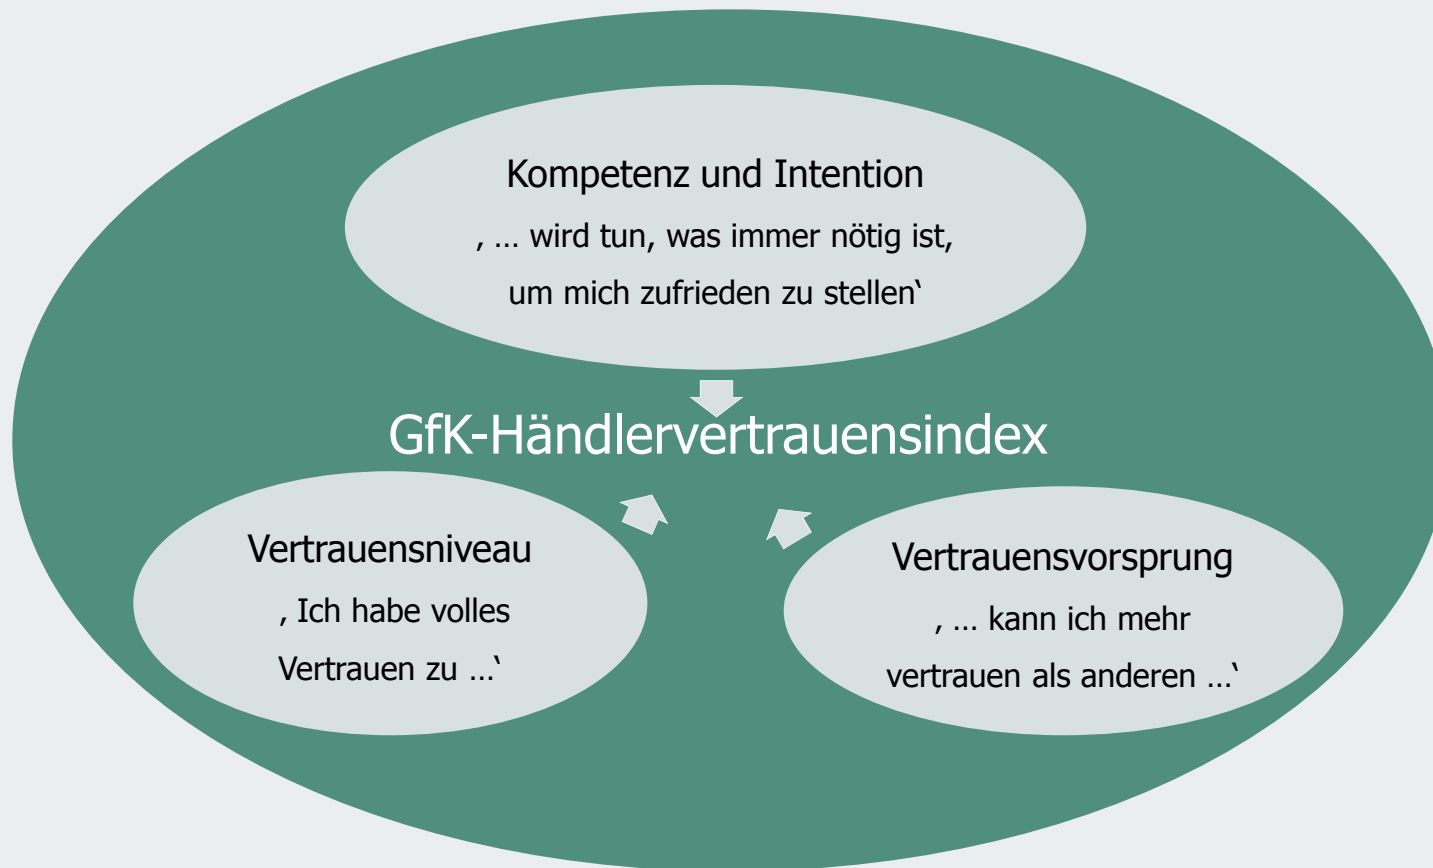 Kompetenz und Intention
‚ … wird tun, was immer nötig ist,
um mich zufrieden zu stellen‘
GfK-Händlervertrauensindex
Vertrauensniveau
‚ Ich habe volles
Vertrauen zu …‘
Vertrauensvorsprung
‚ … kann ich mehr
vertrauen als anderen …‘